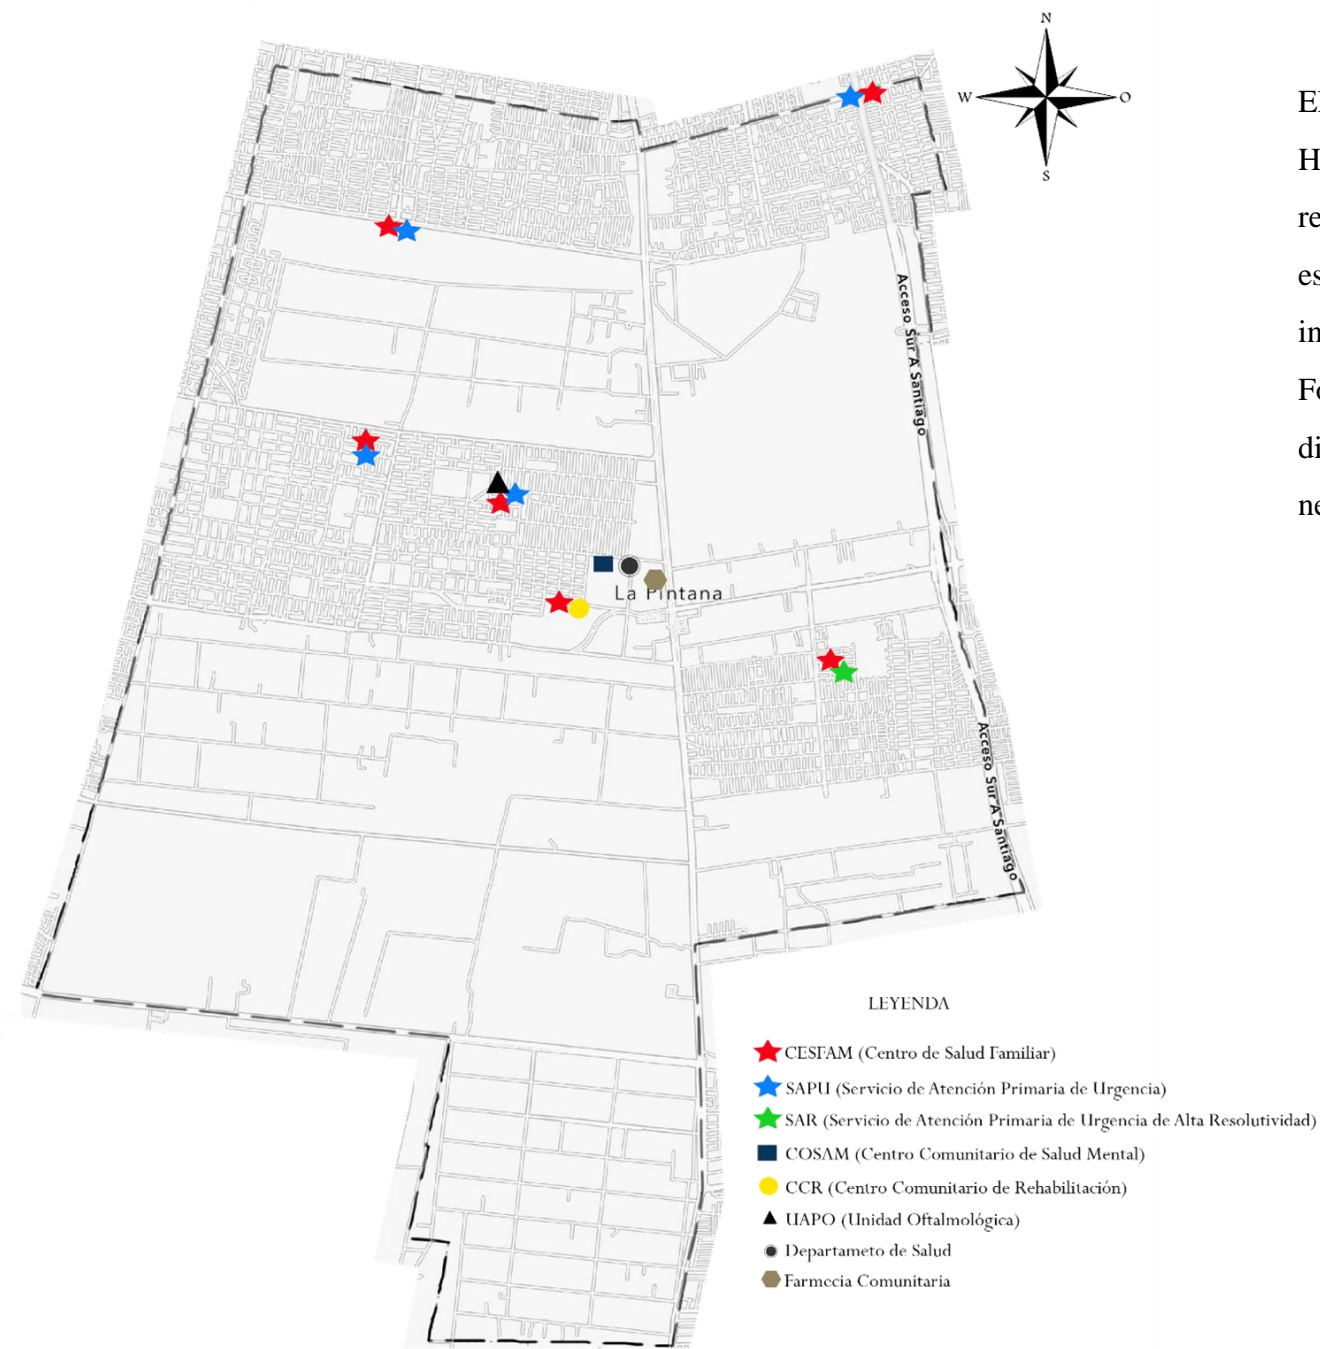 N
W
O
S
Acceso Sur A Santiago
La Pintana
Acceso Sur A Santiago
LEYENDA
CESFAM (Centro de Salud Familiar)
SAPU (Servicio de Atención Primaria de Urgencia)
SAR (Servicio de Atención Primaria de Urgencia de Alta Resolutividad)
COSAM (Centro Comunitario de Salud Mental)
CCR (Centro Comunitario de Rehabilitación)
UAPO (Unidad Oftalmológica)
Departameto de Salud
Farmecia Comunitaria